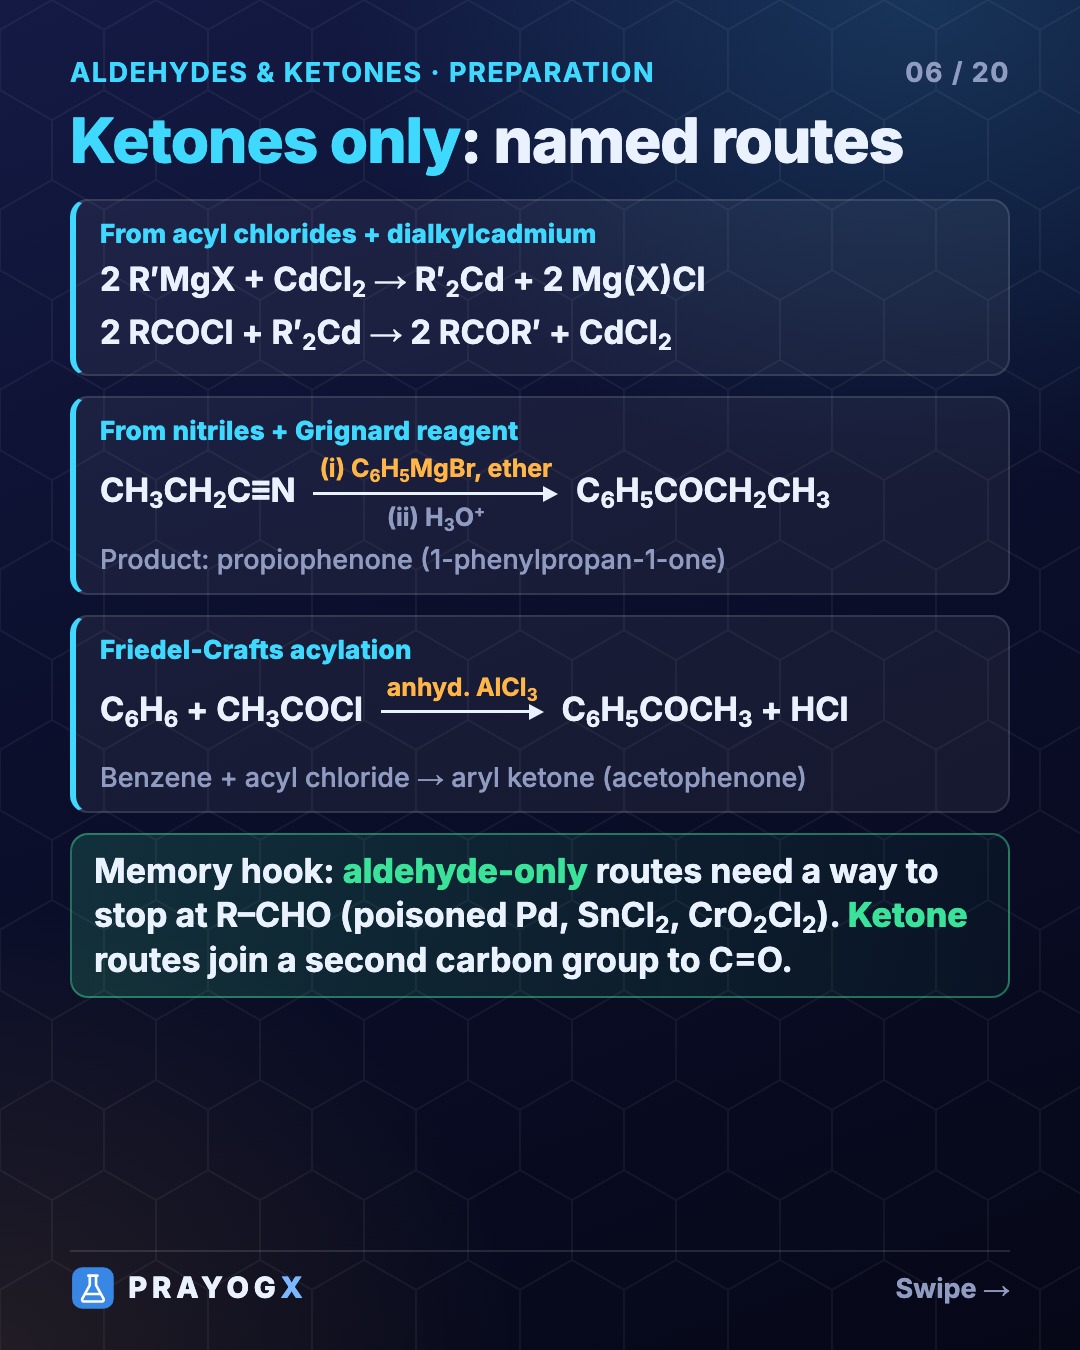 ALDEHYDES & KETONES · PREPARATION
06 / 20
Ketones only: named routes
From acyl chlorides + dialkylcadmium
2 R′MgX + CdCl₂ → R′₂Cd + 2 Mg(X)Cl
2 RCOCl + R′₂Cd → 2 RCOR′ + CdCl₂
From nitriles + Grignard reagent
(i) C₆H₅MgBr, ether
CH₃CH₂C≡N ⟶ C₆H₅COCH₂CH₃
(ii) H₃O⁺
Product: propiophenone (1-phenylpropan-1-one)
Friedel-Crafts acylation
anhyd. AlCl₃
C₆H₆ + CH₃COCl ⟶ C₆H₅COCH₃ + HCl
Benzene + acyl chloride → aryl ketone (acetophenone)
Memory hook: aldehyde-only routes need a way to
stop at R–CHO (poisoned Pd, SnCl₂, CrO₂Cl₂). Ketone
routes join a second carbon group to C=O.
PRAYOGX
Swipe →